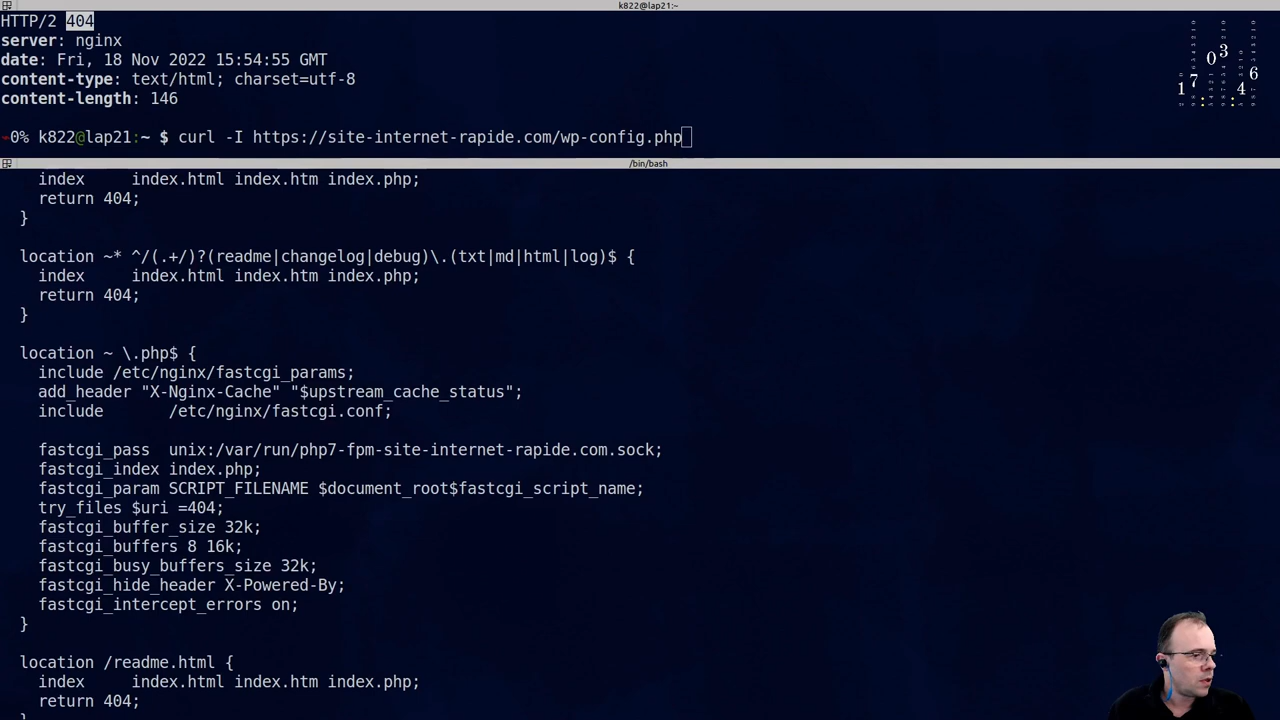 k822@lap21:~
HTTP/2 404
server: nginx
date: Fri, 18 Nov 2022 15:54:55 GMT
content-type: text/html; charset=utf-8
content-length: 146
17:03:46
0% k822@lap21:~ $ curl -I https://site-internet-rapide.com/wp-config.php
/bin/bash
index index.html index.htm index.php;
return 404;
}
location ~* ^/(.+/)?(readme|changelog|debug)\.(txt|md|html|log)$ {
index index.html index.htm index.php;
return 404;
}
location ~ \.php$ {
include /etc/nginx/fastcgi_params;
add_header "X-Nginx-Cache" "$upstream_cache_status";
include /etc/nginx/fastcgi.conf;
fastcgi_pass unix:/var/run/php7-fpm-site-internet-rapide.com.sock;
fastcgi_index index.php;
fastcgi_param SCRIPT_FILENAME $document_root$fastcgi_script_name;
try_files $uri =404;
fastcgi_buffer_size 32k;
fastcgi_buffers 8 16k;
fastcgi_busy_buffers_size 32k;
fastcgi_hide_header X-Powered-By;
fastcgi_intercept_errors on;
}
location /readme.html {
index index.html index.htm index.php;
return 404;